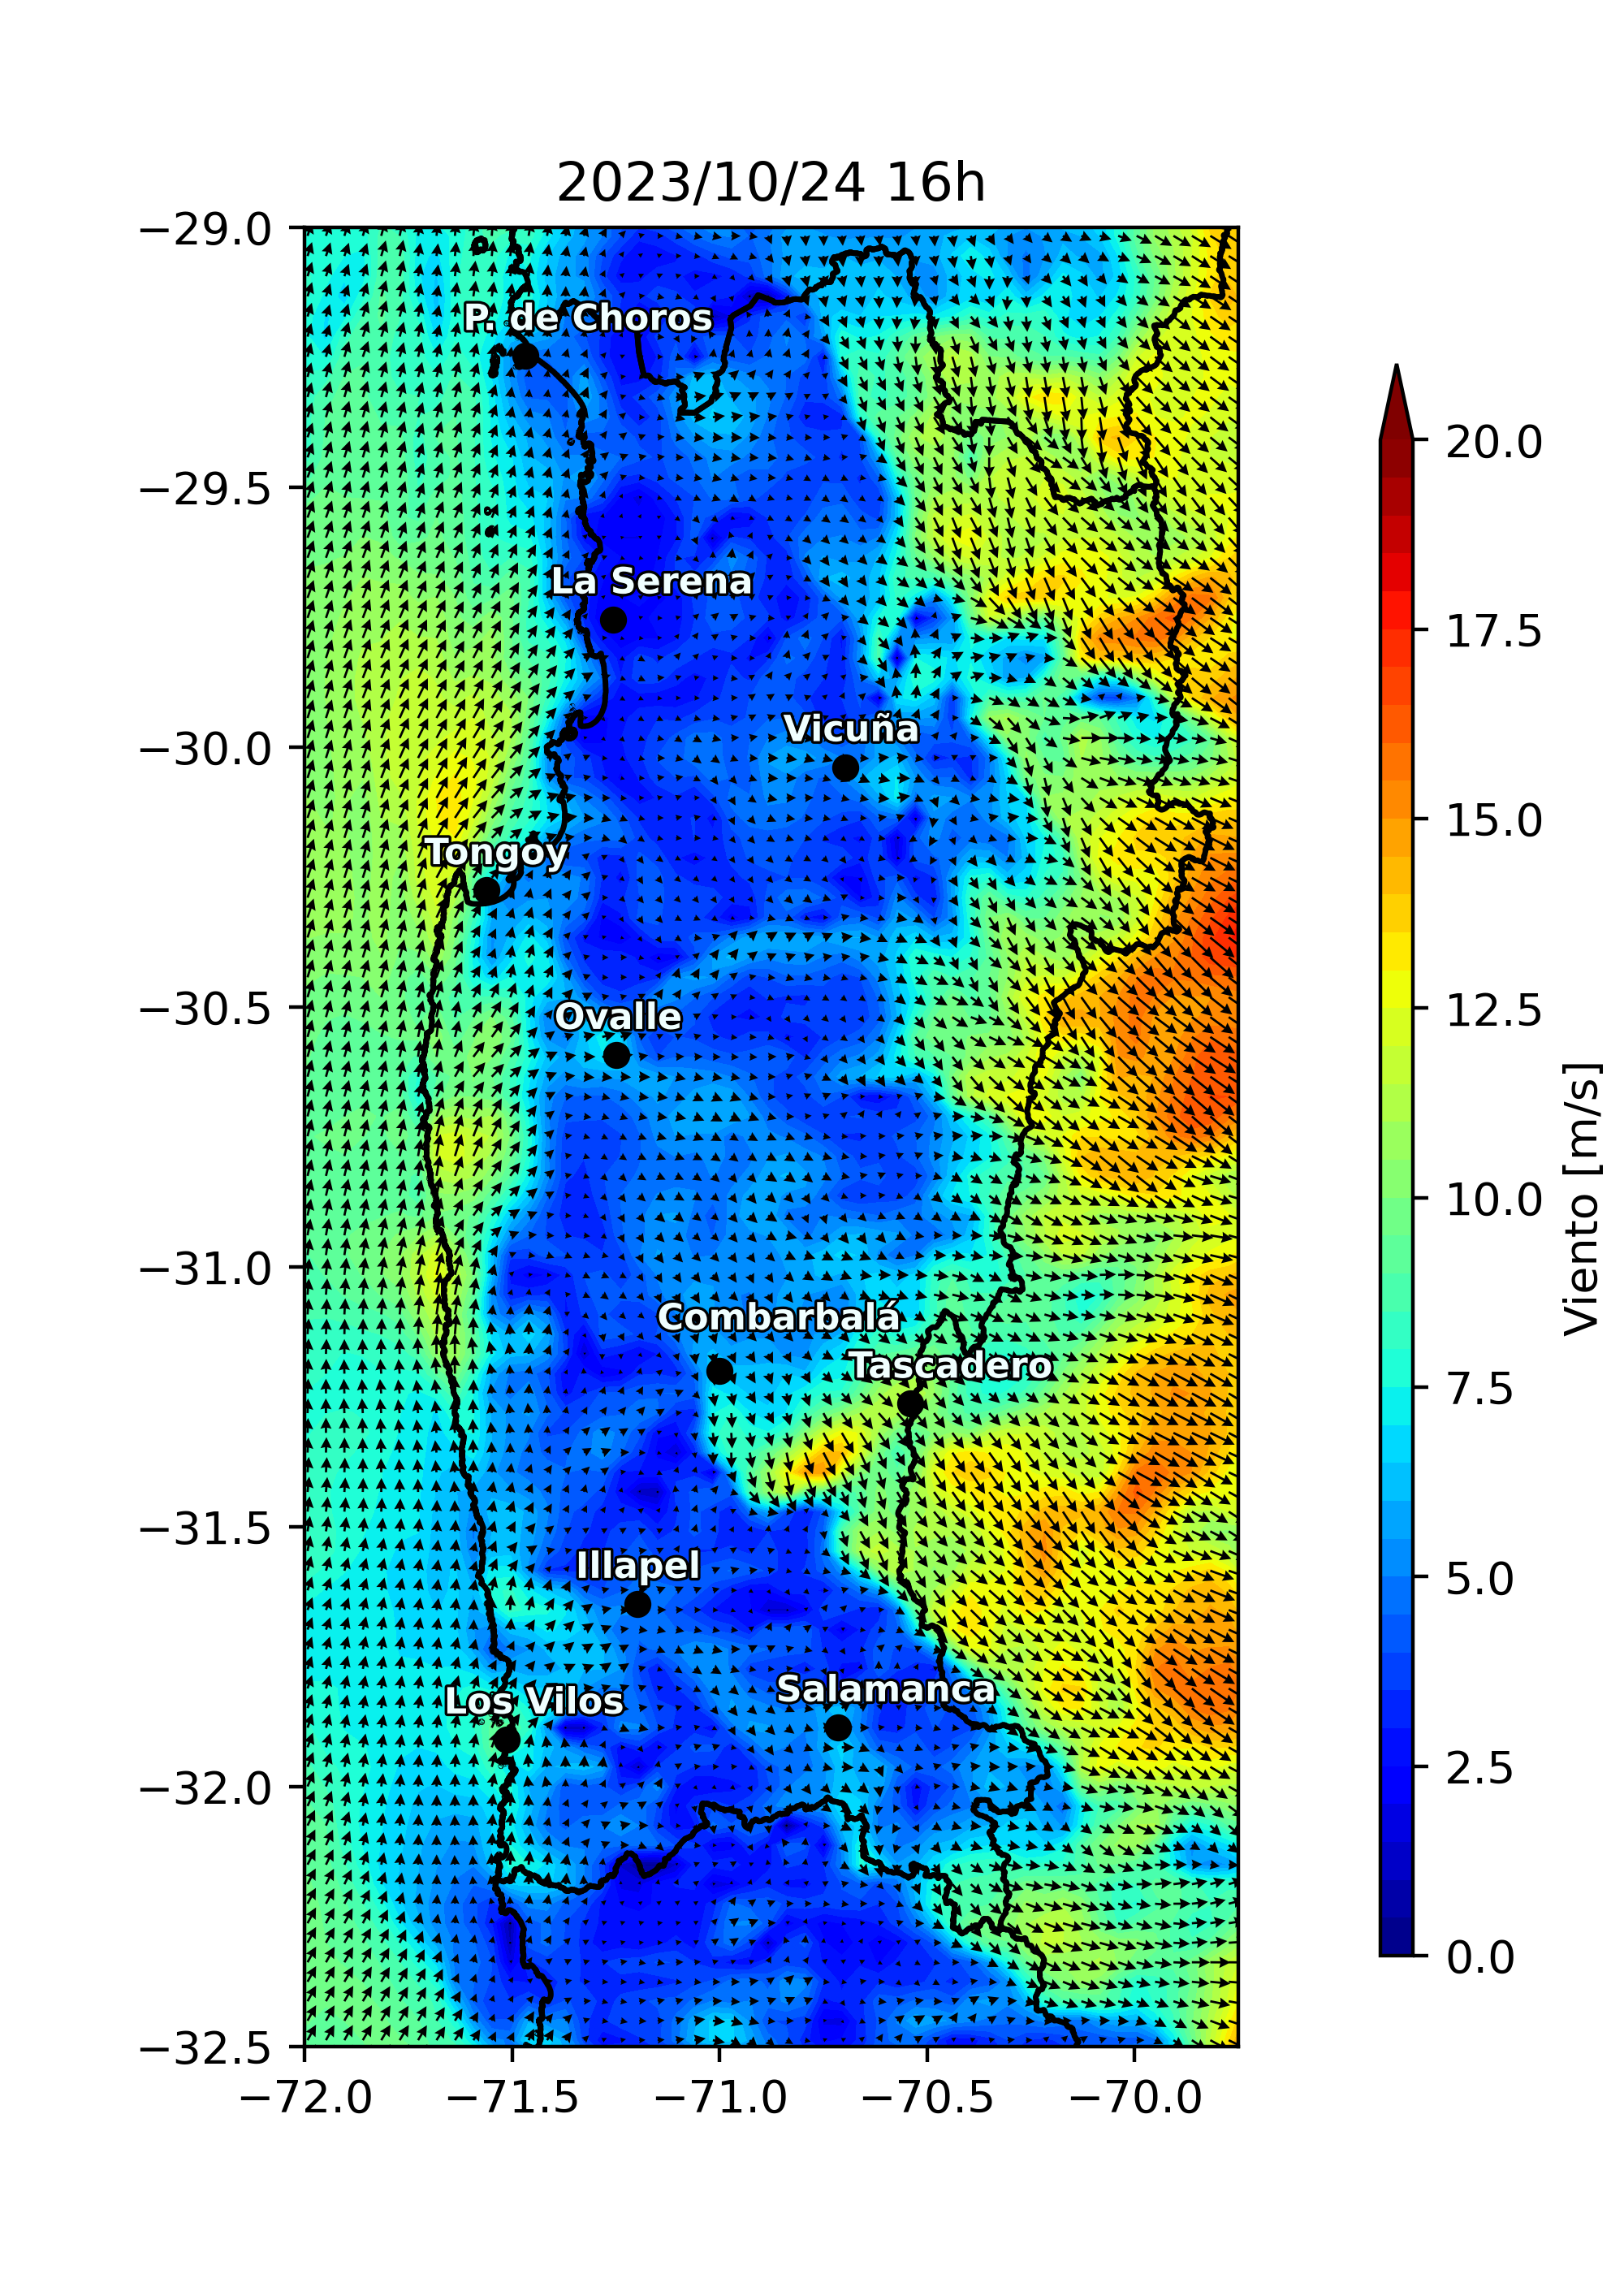 2023/10/24 16h
−29.0
−29.5
−30.0
−30.5
−31.0
−31.5
−32.0
−32.5
−72.0
−71.5
−71.0
−70.5
−70.0
P. de Choros
La Serena
Vicuña
Tongoy
Ovalle
Combarbalá
Tascadero
Illapel
Salamanca
Los Vilos
20.0
17.5
15.0
12.5
10.0
7.5
5.0
2.5
0.0
Viento [m/s]